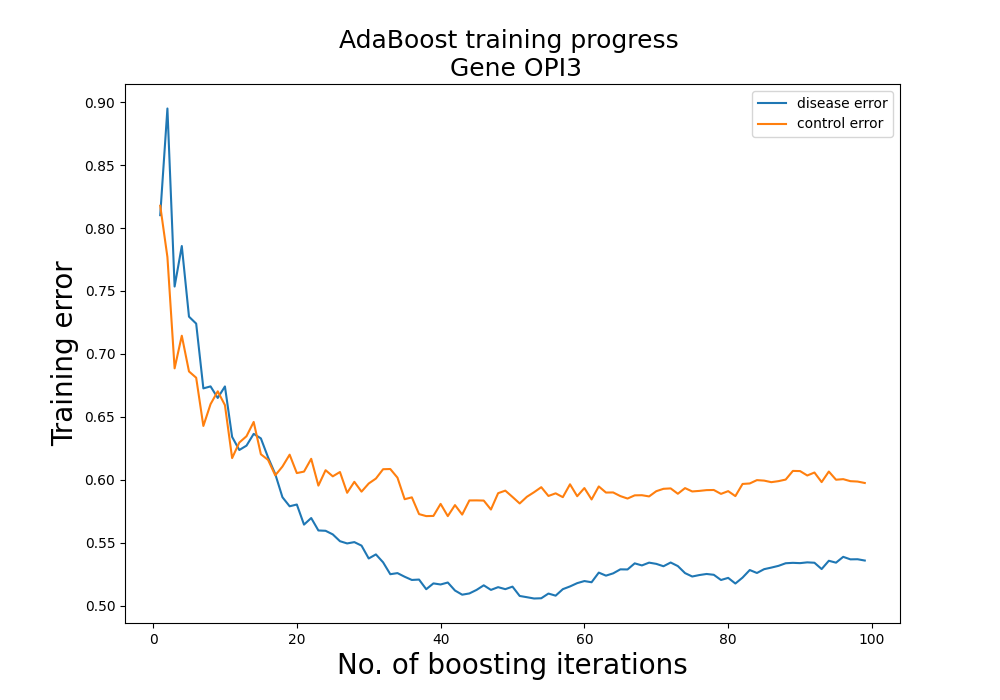 AdaBoost training progress
Gene OPI3
disease error
control error
Training error
0.90
0.85
0.80
0.75
0.70
0.65
0.60
0.55
0.50
0
20
40
60
80
100
No. of boosting iterations